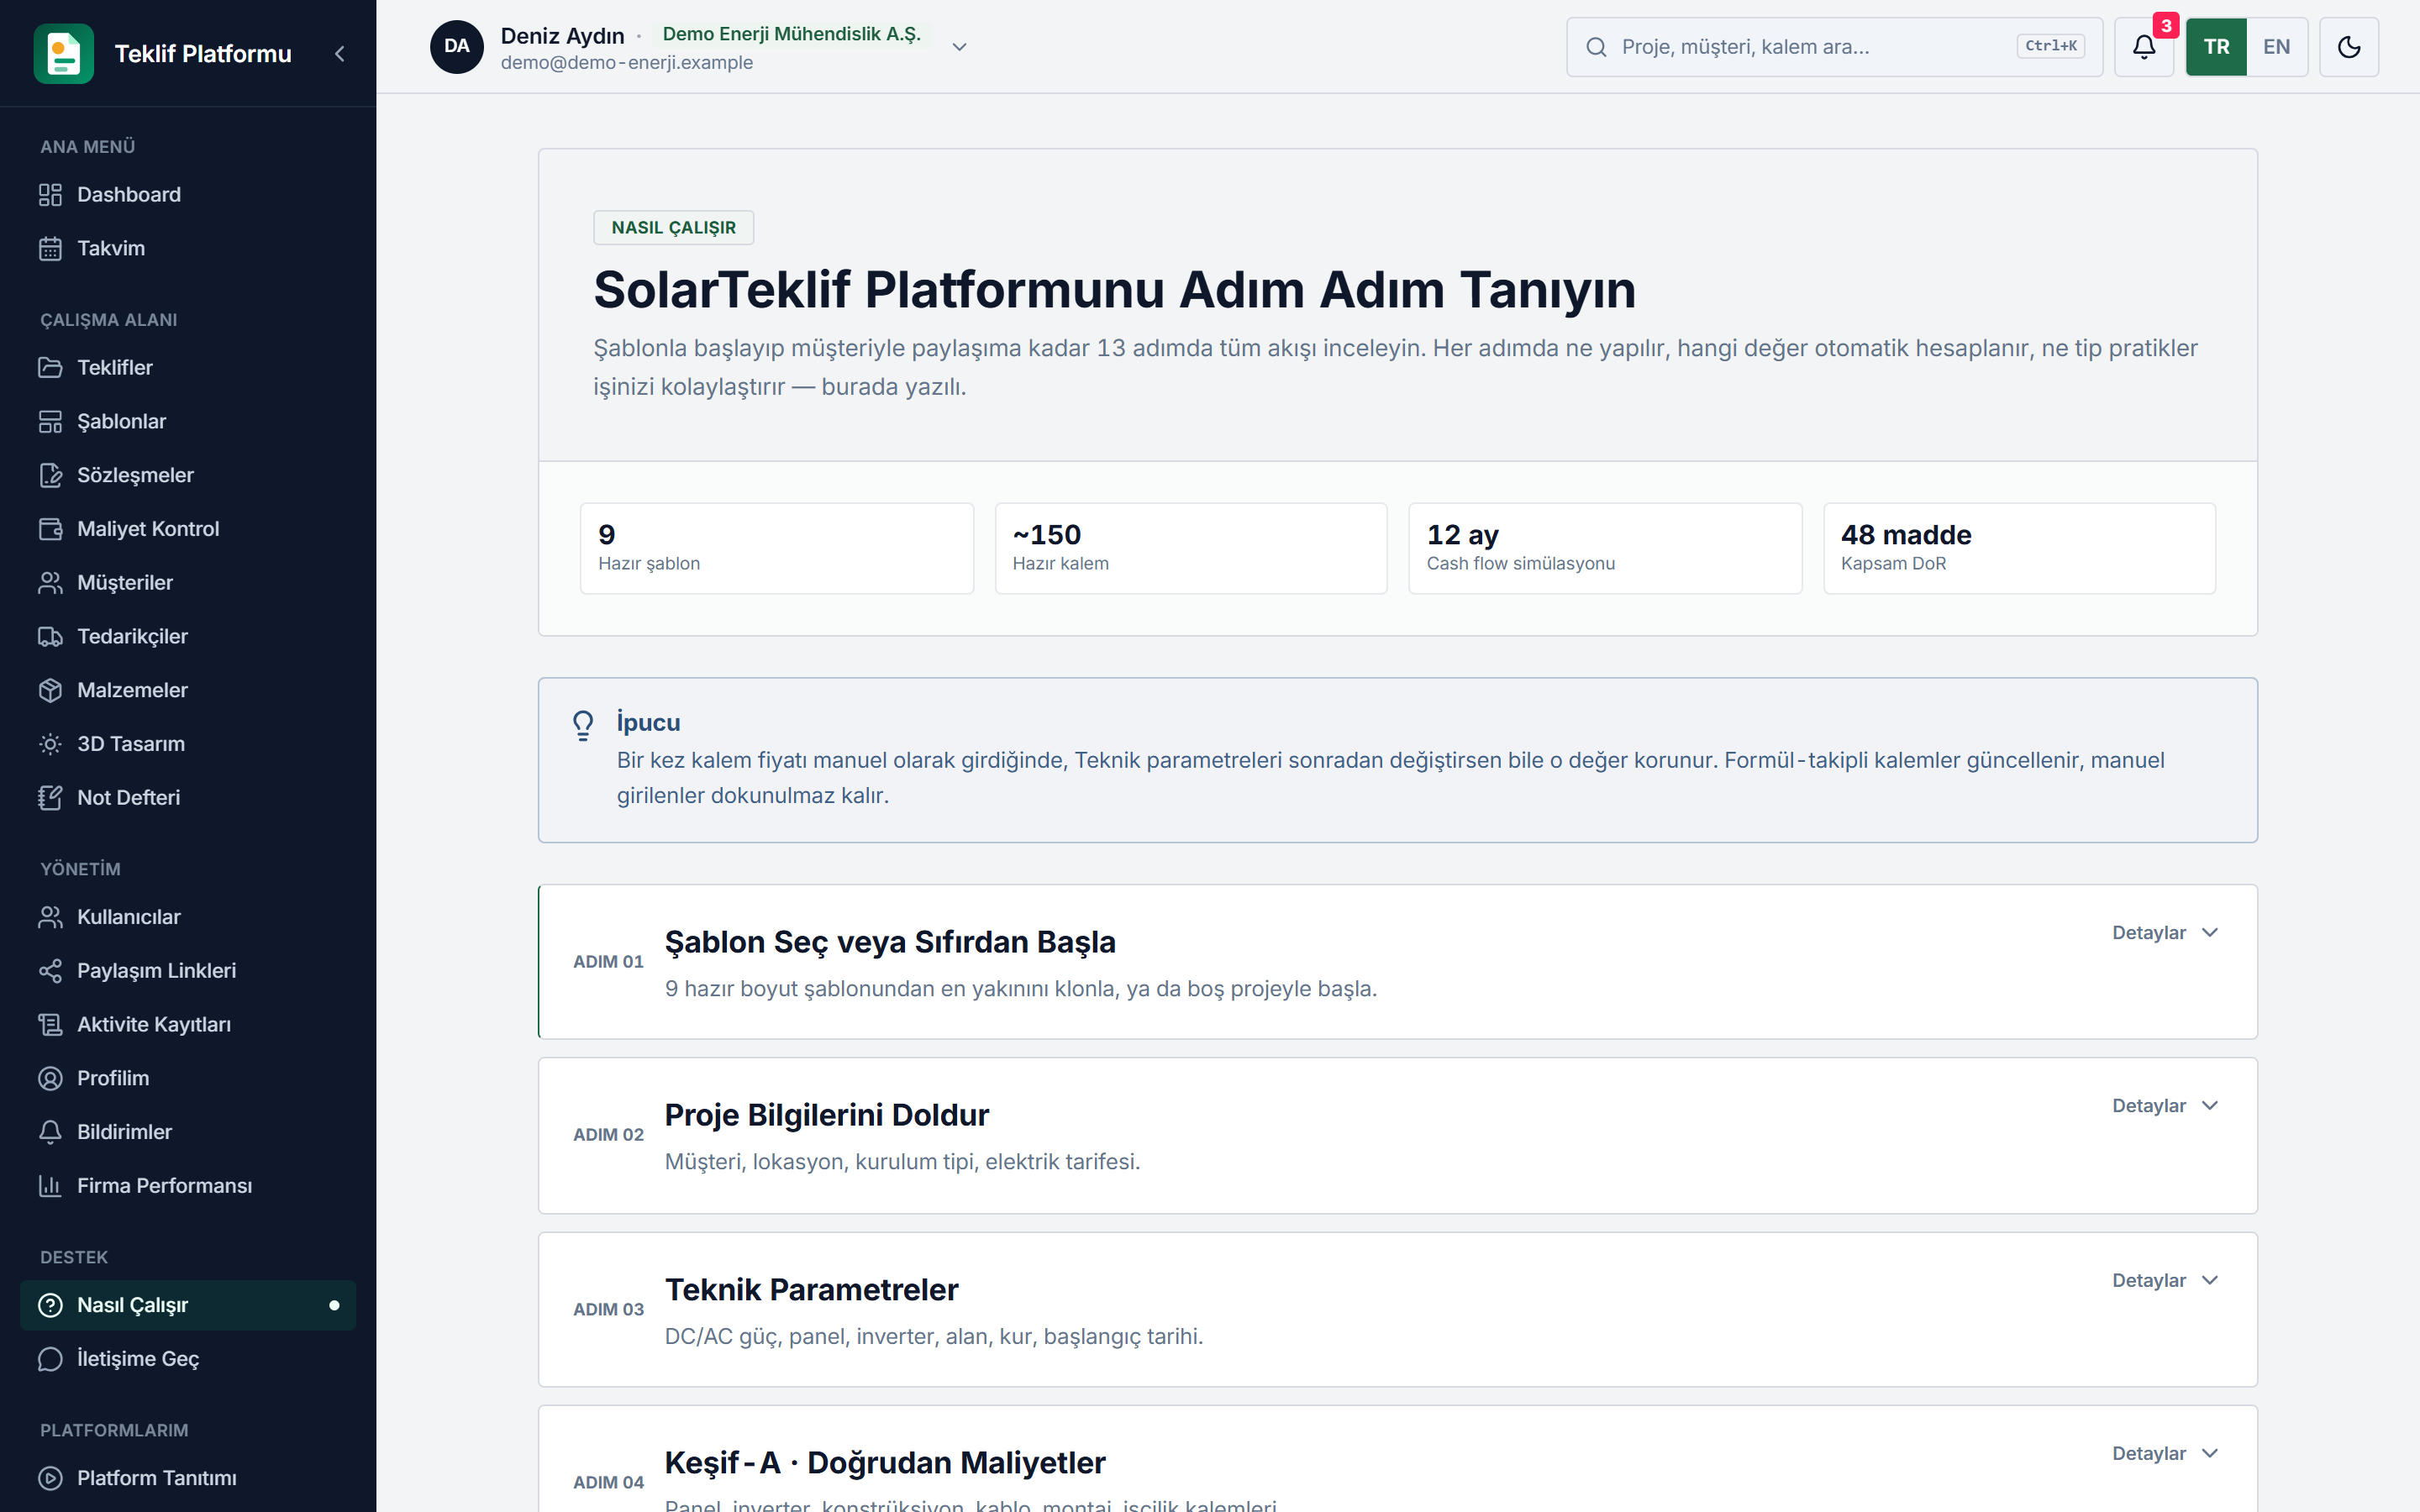 Teklif Platformu
ANA MENÜ
Dashboard
Takvim
ÇALIŞMA ALANI
Teklifler
Şablonlar
Sözleşmeler
Maliyet Kontrol
Müşteriler
Tedarikçiler
Malzemeler
3D Tasarım
Not Defteri
YÖNETİM
Kullanıcılar
Paylaşım Linkleri
Aktivite Kayıtları
Profilim
Bildirimler
Firma Performansı
DESTEK
Nasıl Çalışır
İletişime Geç
PLATFORMLARIM
Platform Tanıtımı
DA
Deniz Aydın · Demo Enerji Mühendislik A.Ş.
demo@demo-enerji.example
Proje, müşteri, kalem ara... Ctrl+K
3
TR EN
NASIL ÇALIŞIR
SolarTeklif Platformunu Adım Adım Tanıyın
Şablonla başlayıp müşteriyle paylaşıma kadar 13 adımda tüm akışı inceleyin. Her adımda ne yapılır, hangi değer otomatik hesaplanır, ne tip pratikler
işinizi kolaylaştırır — burada yazılı.
9
Hazır şablon
~150
Hazır kalem
12 ay
Cash flow simülasyonu
48 madde
Kapsam DoR
İpucu
Bir kez kalem fiyatı manuel olarak girdiğinde, Teknik parametreleri sonradan değiştirsen bile o değer korunur. Formül-takipli kalemler güncellenir, manuel
girilenler dokunulmaz kalır.
ADIM 01
Şablon Seç veya Sıfırdan Başla
9 hazır boyut şablonundan en yakınını klonla, ya da boş projeyle başla.
Detaylar
ADIM 02
Proje Bilgilerini Doldur
Müşteri, lokasyon, kurulum tipi, elektrik tarifesi.
Detaylar
ADIM 03
Teknik Parametreler
DC/AC güç, panel, inverter, alan, kur, başlangıç tarihi.
Detaylar
ADIM 04
Keşif-A · Doğrudan Maliyetler
Panel, inverter, konstrüksiyon, kablo, montaj, işçilik kalemleri
Detaylar